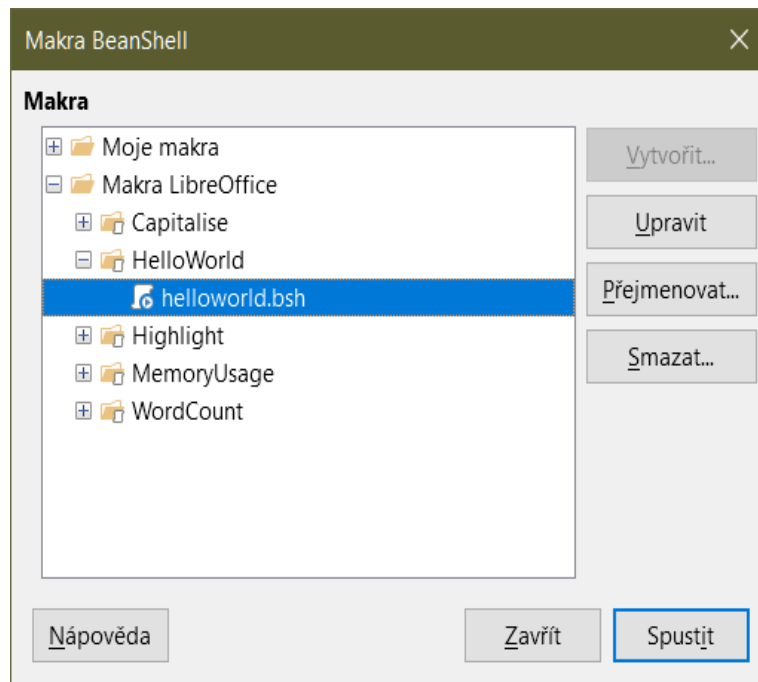 Makra BeanShell
Makra
Moje makra
Makra LibreOffice
Capitalise
HelloWorld
helloworld.bsh
Highlight
MemoryUsage
WordCount
Vytvořit...
Upravit
Přejmenovat...
Smazat...
Nápověda
Zavřít
Spustit